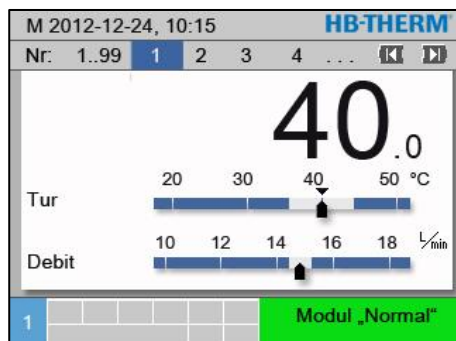 M 2012-12-24, 10:15 HB-THERM
Nr: 1..99 1 2 3 4 ...
40.0
20 30 40 50 °C
Tur
10 12 14 16 18 L/min
Debit
1 Modul „Normal“